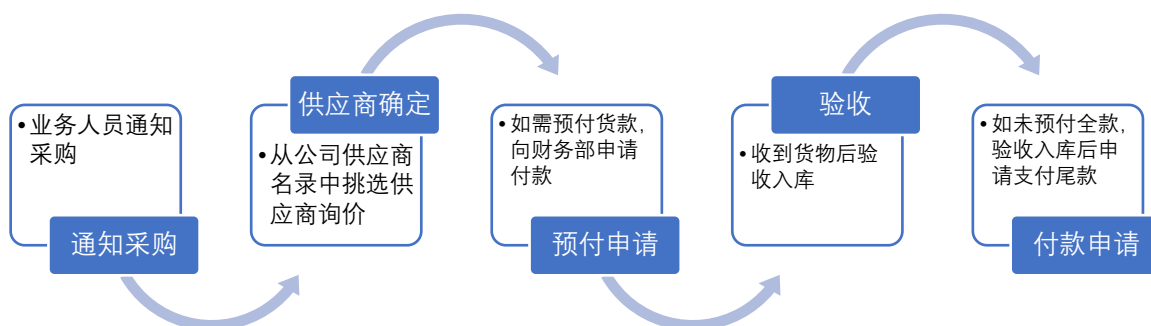 •业务人员通知
采购
通知采购
供应商确定
•从公司供应商
名录中挑选供
应商询价
•如需预付货款，
向财务部申请
付款
预付申请
验收
•收到货物后验
收入库
•如未预付全款，
验收入库后申
请支付尾款
付款申请